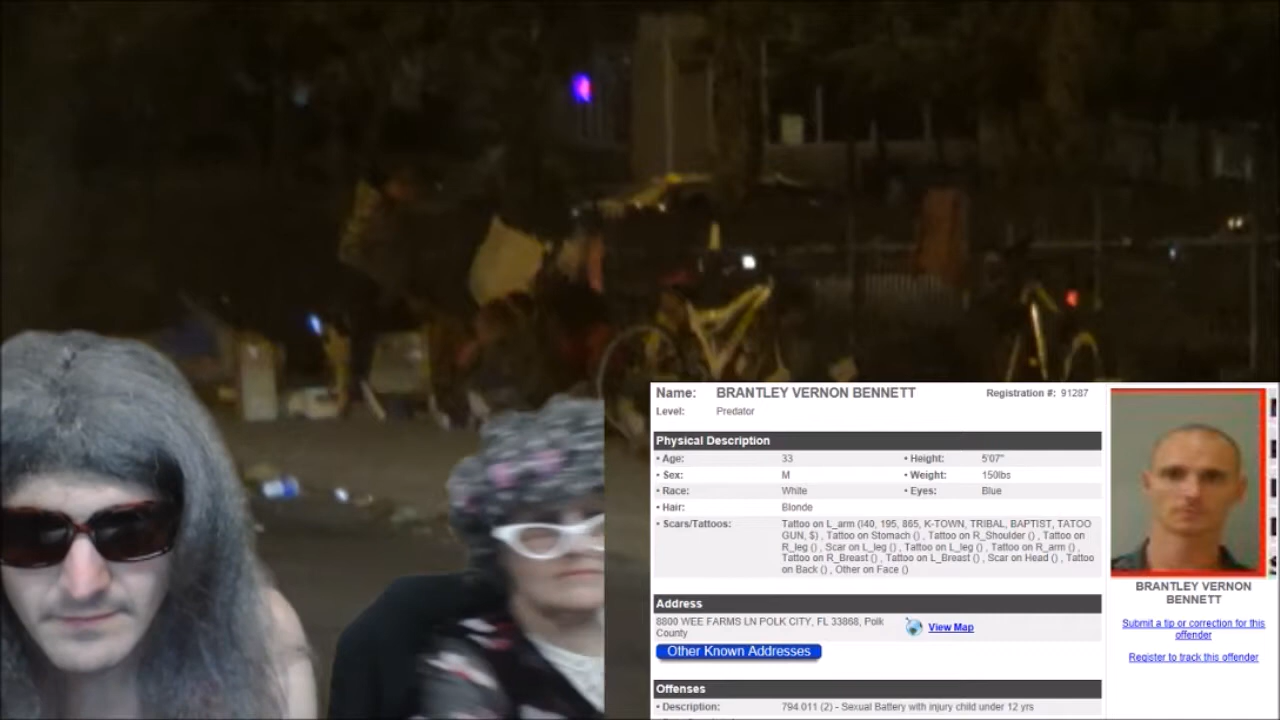 Name: BRANTLEY VERNON BENNETT Registration #: 91287
Level: Predator
Physical Description
• Age: 33 • Height: 5'07"
• Sex: M • Weight: 150lbs
• Race: White • Eyes: Blue
• Hair: Blonde
• Scars/Tattoos: Tattoo on L_arm (I40, 195, 865, K-TOWN, TRIBAL, BAPTIST, TATOO
GUN, $) , Tattoo on Stomach () , Tattoo on R_Shoulder () , Tattoo on
R_leg () , Scar on L_leg () , Tattoo on L_leg () , Tattoo on R_arm () ,
Tattoo on R_Breast () , Tattoo on L_Breast () , Scar on Head () , Tattoo
on Back () , Other on Face ()
Address
8800 WEE FARMS LN POLK CITY, FL 33868, Polk
County
View Map
Other Known Addresses
Offenses
• Description: 794.011 (2) - Sexual Battery with injury child under 12 yrs
BRANTLEY VERNON
BENNETT
Submit a tip or correction for this
offender
Register to track this offender